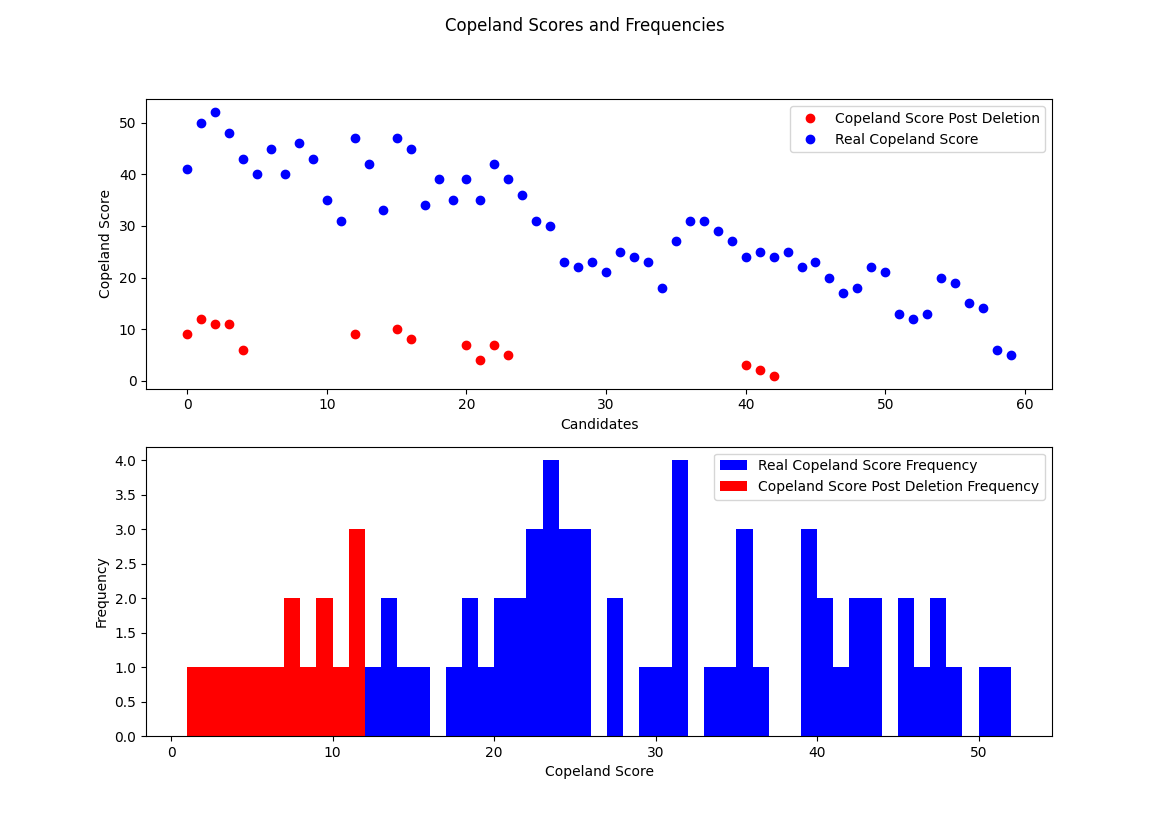 Copeland Scores and Frequencies
Copeland Score
50
40
30
20
10
0
Copeland Score Post Deletion
Real Copeland Score
0 10 20 30 40 50 60
Candidates
Frequency
4.0
3.5
3.0
2.5
2.0
1.5
1.0
0.5
0.0
Real Copeland Score Frequency
Copeland Score Post Deletion Frequency
0 10 20 30 40 50
Copeland Score